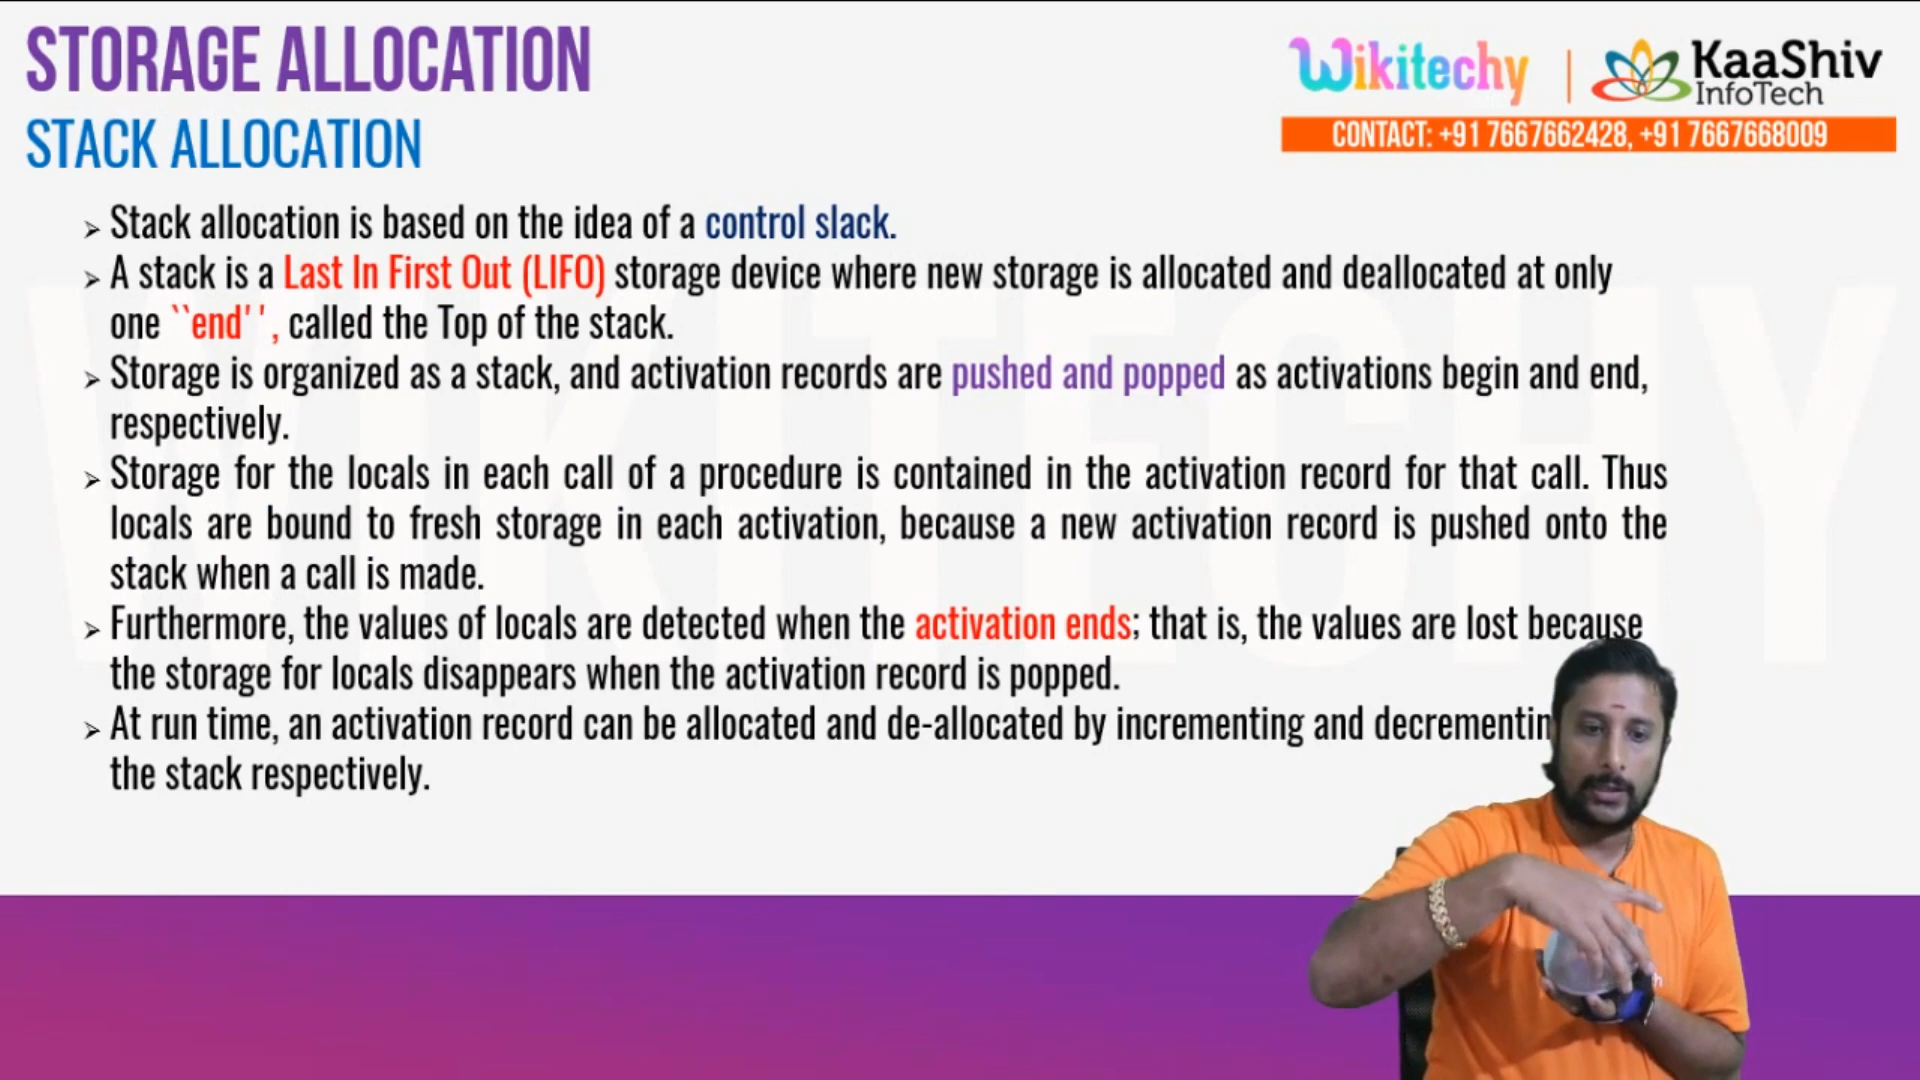 STORAGE ALLOCATION
STACK ALLOCATION
Wikitechy | KaaShiv
InfoTech
CONTACT: +91 7667662428, +91 7667668009
➢ Stack allocation is based on the idea of a control slack.
➢ A stack is a Last In First Out (LIFO) storage device where new storage is allocated and deallocated at only
one ``end'', called the Top of the stack.
➢ Storage is organized as a stack, and activation records are pushed and popped as activations begin and end,
respectively.
➢ Storage for the locals in each call of a procedure is contained in the activation record for that call. Thus
locals are bound to fresh storage in each activation, because a new activation record is pushed onto the
stack when a call is made.
➢ Furthermore, the values of locals are detected when the activation ends; that is, the values are lost because
the storage for locals disappears when the activation record is popped.
➢ At run time, an activation record can be allocated and de-allocated by incrementing and decrementin
the stack respectively.
WIKITECHY